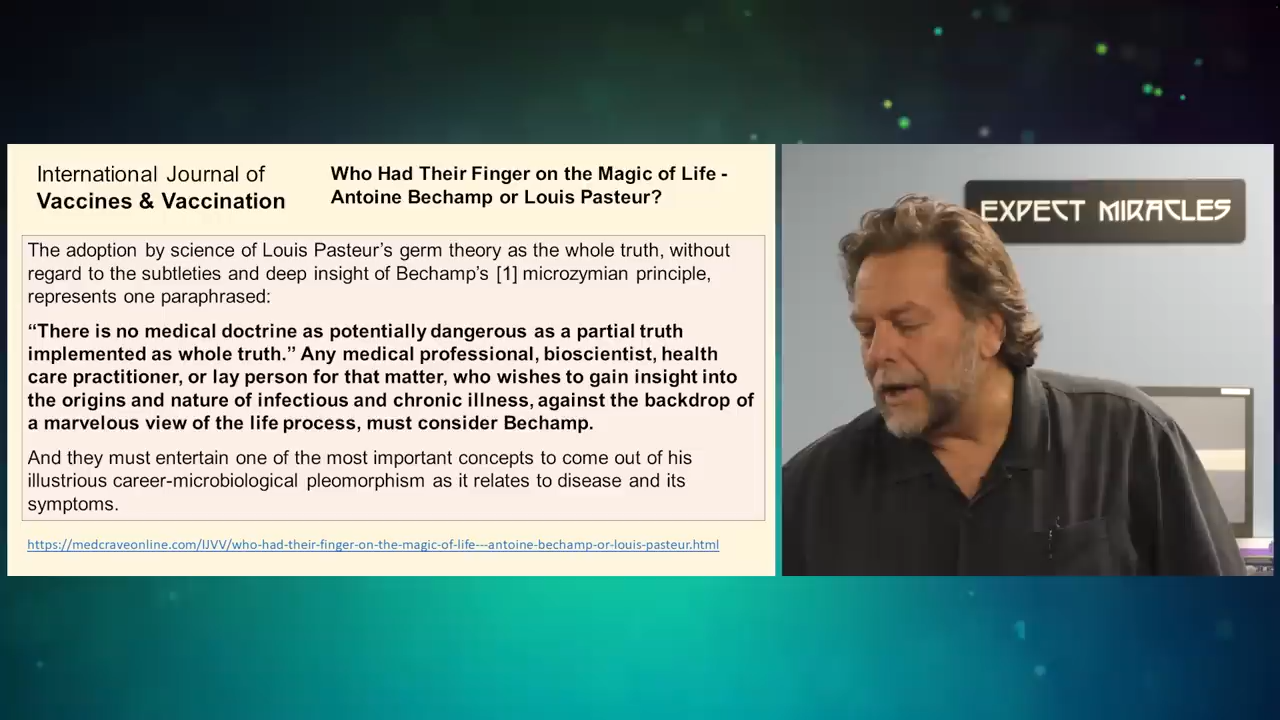 International Journal of
Vaccines & Vaccination
Who Had Their Finger on the Magic of Life -
Antoine Bechamp or Louis Pasteur?
The adoption by science of Louis Pasteur's germ theory as the whole truth, without
regard to the subtleties and deep insight of Bechamp's [1] microzymian principle,
represents one paraphrased:
“There is no medical doctrine as potentially dangerous as a partial truth
implemented as whole truth.” Any medical professional, bioscientist, health
care practitioner, or lay person for that matter, who wishes to gain insight into
the origins and nature of infectious and chronic illness, against the backdrop of
a marvelous view of the life process, must consider Bechamp.
And they must entertain one of the most important concepts to come out of his
illustrious career-microbiological pleomorphism as it relates to disease and its
symptoms.
https://medcraveonline.com/IJVV/who-had-their-finger-on-the-magic-of-life---antoine-bechamp-or-louis-pasteur.html
EXPECT MIRACLES